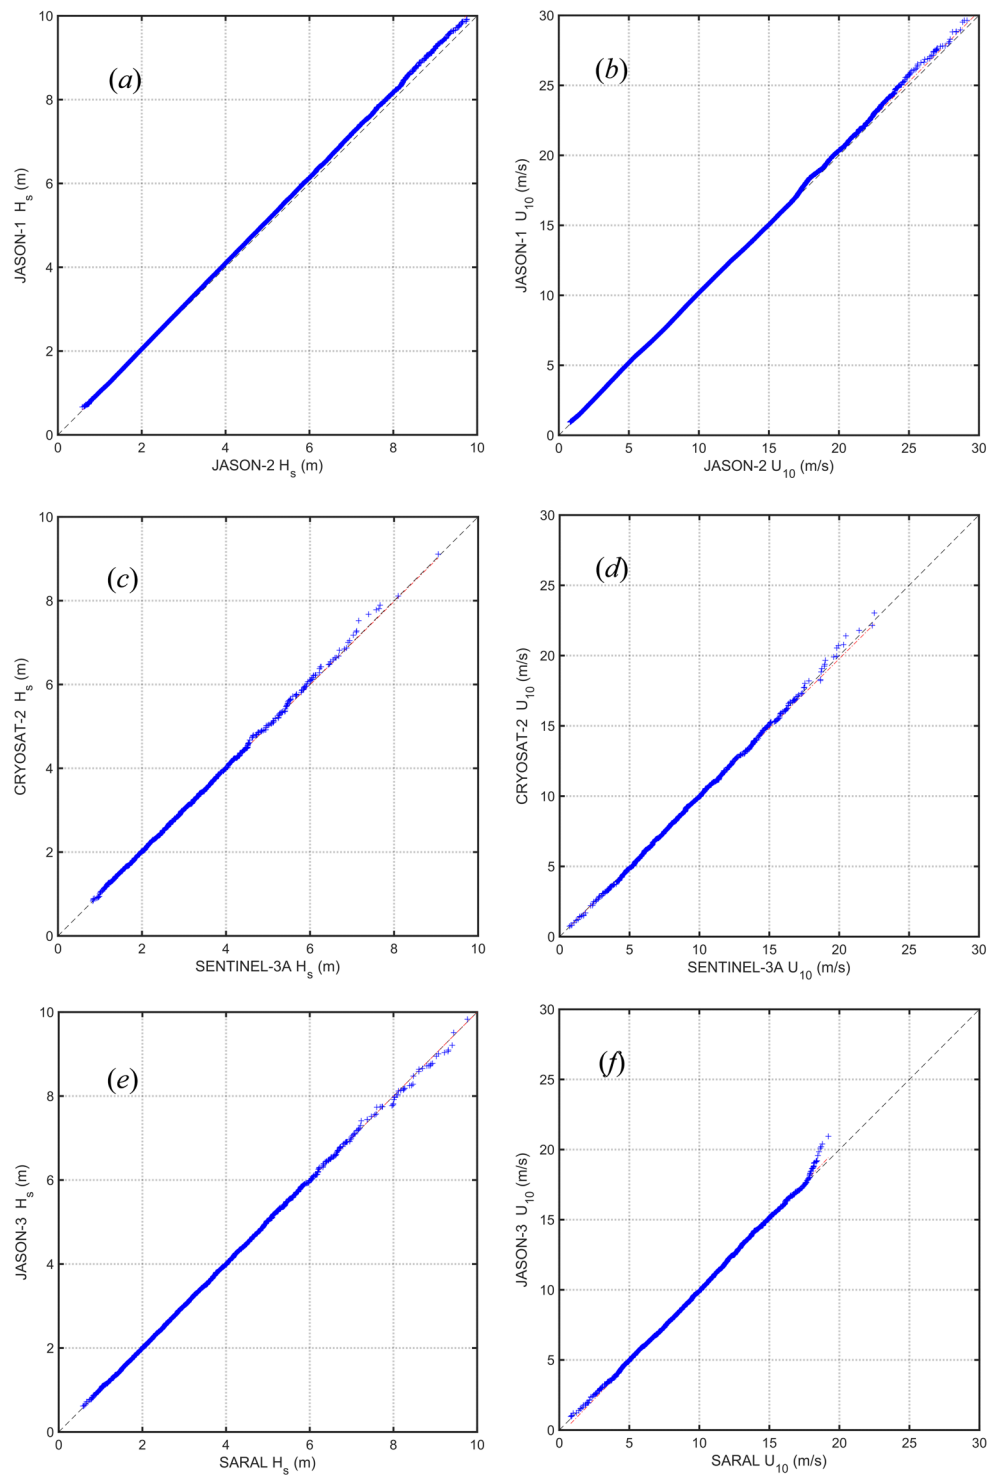 (a)
JASON-1 Hs (m)
10
8
6
4
2
0
0 2 4 6 8 10
JASON-2 Hs (m)
(b)
JASON-1 U10 (m/s)
30
25
20
15
10
5
0
0 5 10 15 20 25 30
JASON-2 U10 (m/s)
(c)
CRYOSAT-2 Hs (m)
10
8
6
4
2
0
0 2 4 6 8 10
SENTINEL-3A Hs (m)
(d)
CRYOSAT-2 U10 (m/s)
30
25
20
15
10
5
0
0 5 10 15 20 25 30
SENTINEL-3A U10 (m/s)
(e)
JASON-3 Hs (m)
10
8
6
4
2
0
0 2 4 6 8 10
SARAL Hs (m)
(f)
JASON-3 U10 (m/s)
30
25
20
15
10
5
0
0 5 10 15 20 25 30
SARAL U10 (m/s)